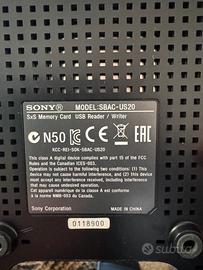 SONY® MODEL:SBAC-US20
SxS Memory Card USB Reader / Writer
N50 CE EAC
KCC-REI-SOK-SBAC-US20
This class A digital device complies with part 15 of the FCC
Rules and the Canadian ICES-003.
Operation is subject to the following two conditions: (1) This
device may not cause harmful interference, and (2) this device
must accept any interference received, including interference
that may cause undesired operation.
Cet appareil numérique de la classe A est conforme à la
norme NMB-003 du Canada.
Sony Corporation MADE IN CHINA
0118900
subito